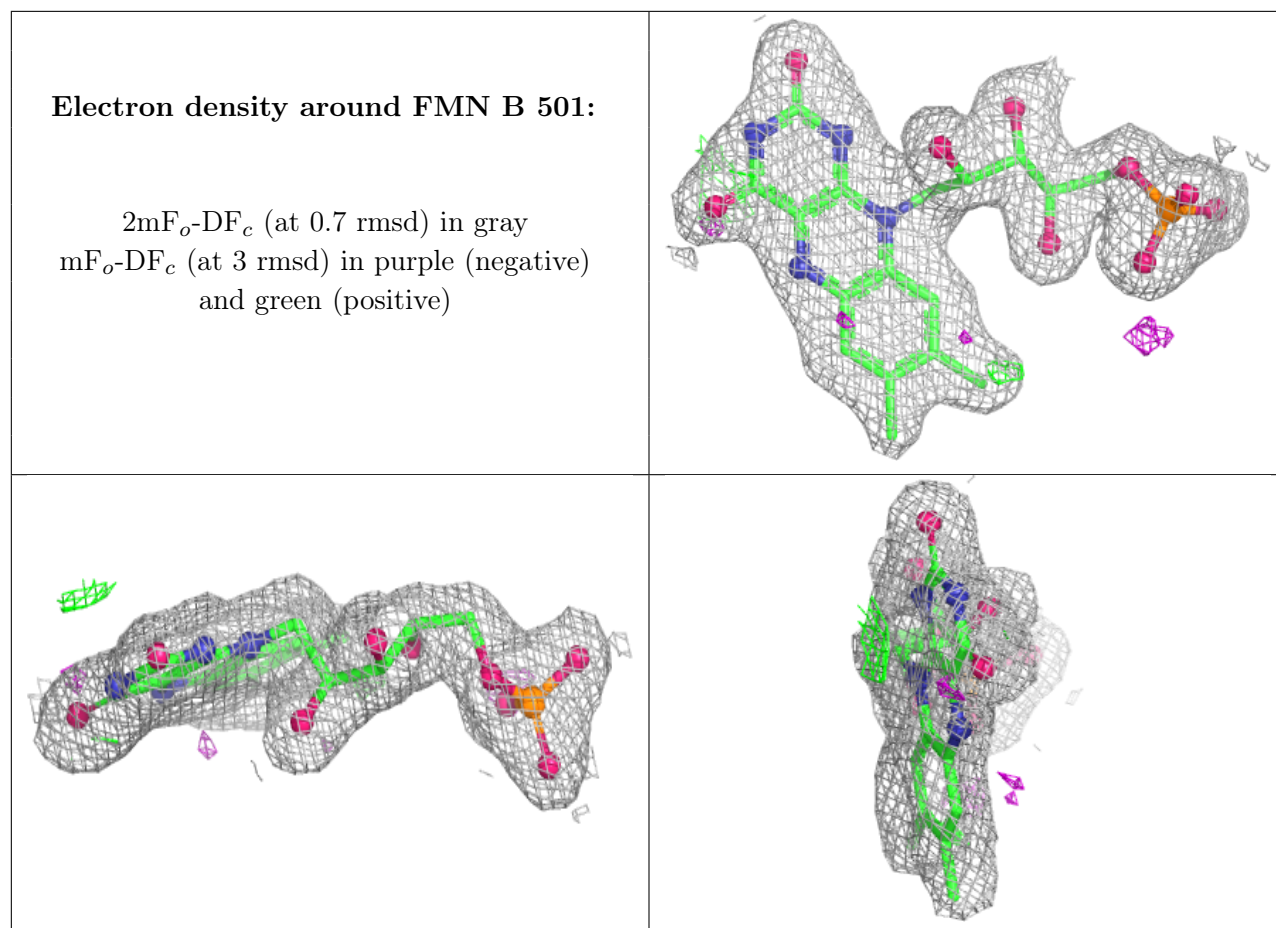 Electron density around FMN B 501:
2mFo-DFc (at 0.7 rmsd) in gray
mFo-DFc (at 3 rmsd) in purple (negative)
and green (positive)